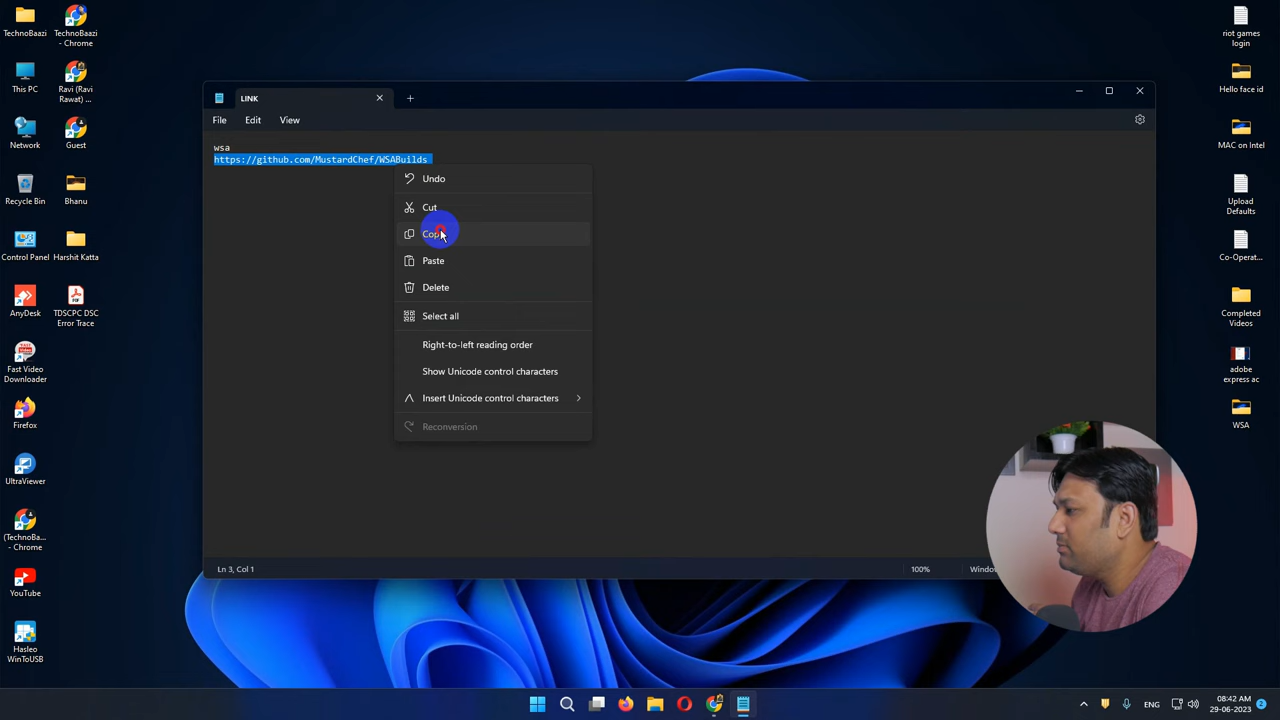 TechnoBaazi
TechnoBaazi
- Chrome
riot games
login
This PC
Ravi (Ravi
Rawat) ...
Hello face id
Network
Guest
MAC on Intel
Recycle Bin
Bhanu
Upload
Defaults
Control Panel
Harshit Katta
Co-Operat...
AnyDesk
TDSCPC DSC
Error Trace
Completed
Videos
Fast Video
Downloader
adobe
express ac
Firefox
WSA
UltraViewer
(TechnoBa...
- Chrome
YouTube
Hasleo
WinToUSB
LINK
File Edit View
wsa
https://github.com/MustardChef/WSABuilds
Undo
Cut
Paste
Delete
Select all
Right-to-left reading order
Show Unicode control characters
Insert Unicode control characters
Reconversion
Ln 3, Col 1
100%
ENG
08:42 AM
29-06-2023
2